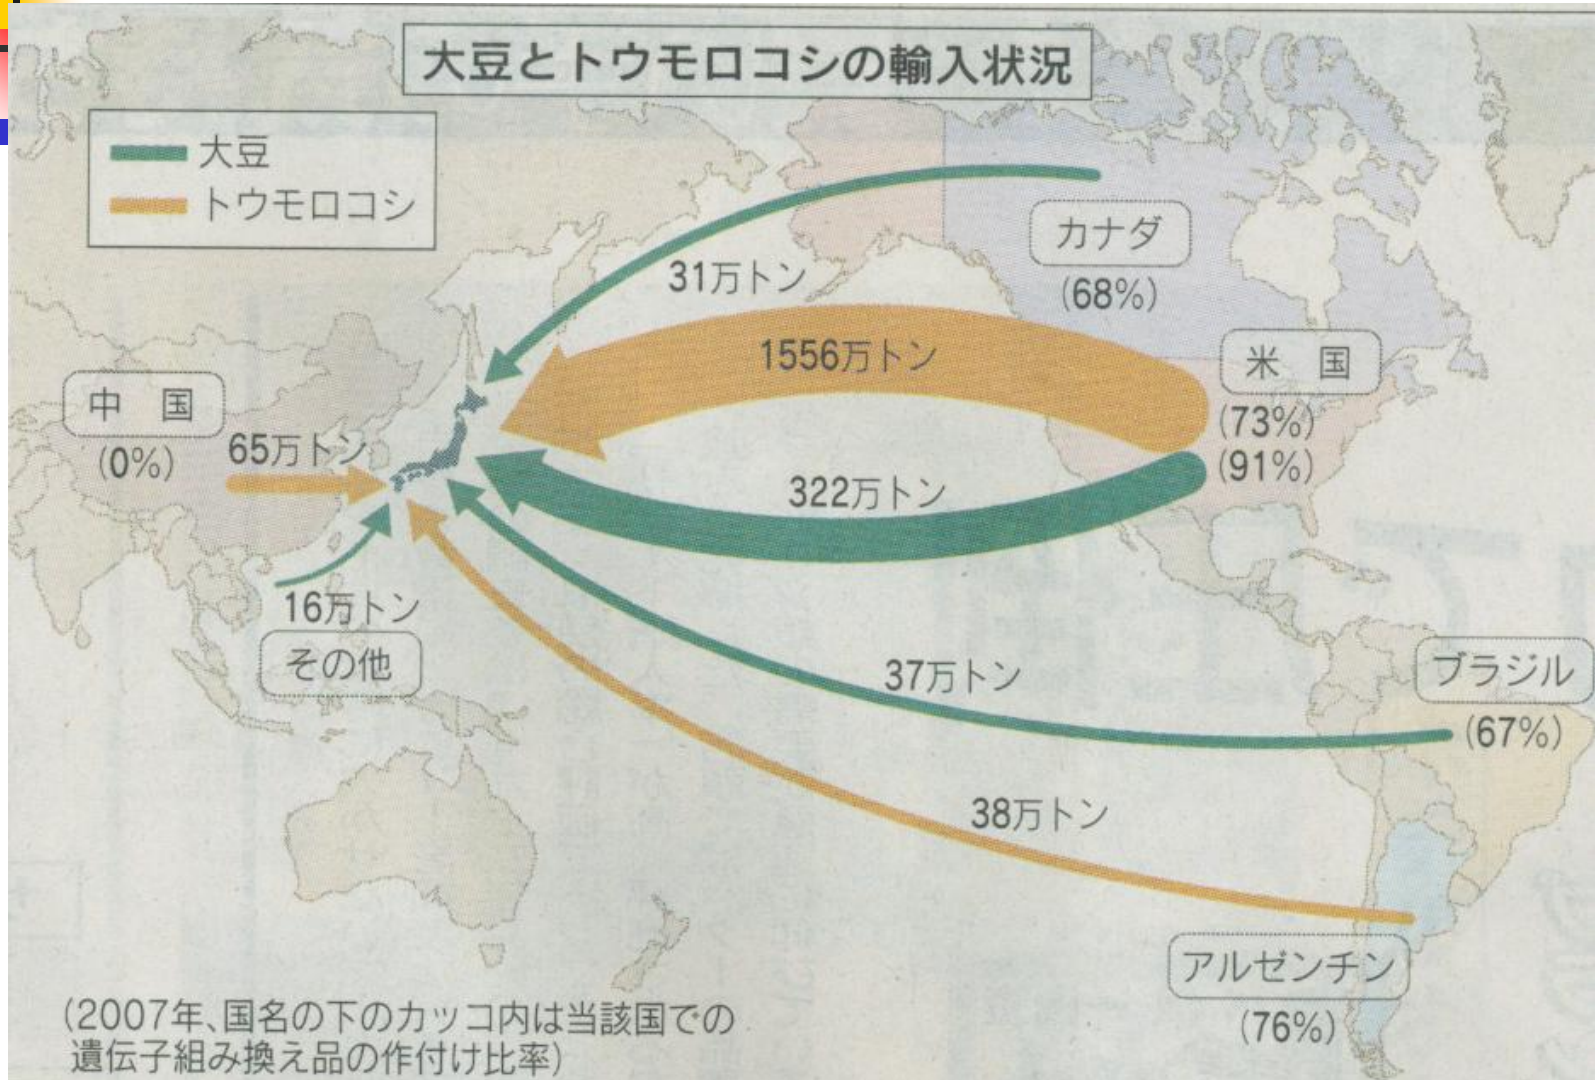 大豆とトウモロコシの輸入状況
大豆
トウモロコシ
カナダ
(68%)
31万トン
1556万トン
米 国
(73%)
(91%)
中 国
(0%)
65万トン
322万トン
16万トン
その他
37万トン
ブラジル
(67%)
38万トン
アルゼンチン
(76%)
(2007年、国名の下のカッコ内は当該国での
遺伝子組み換え品の作付け比率)